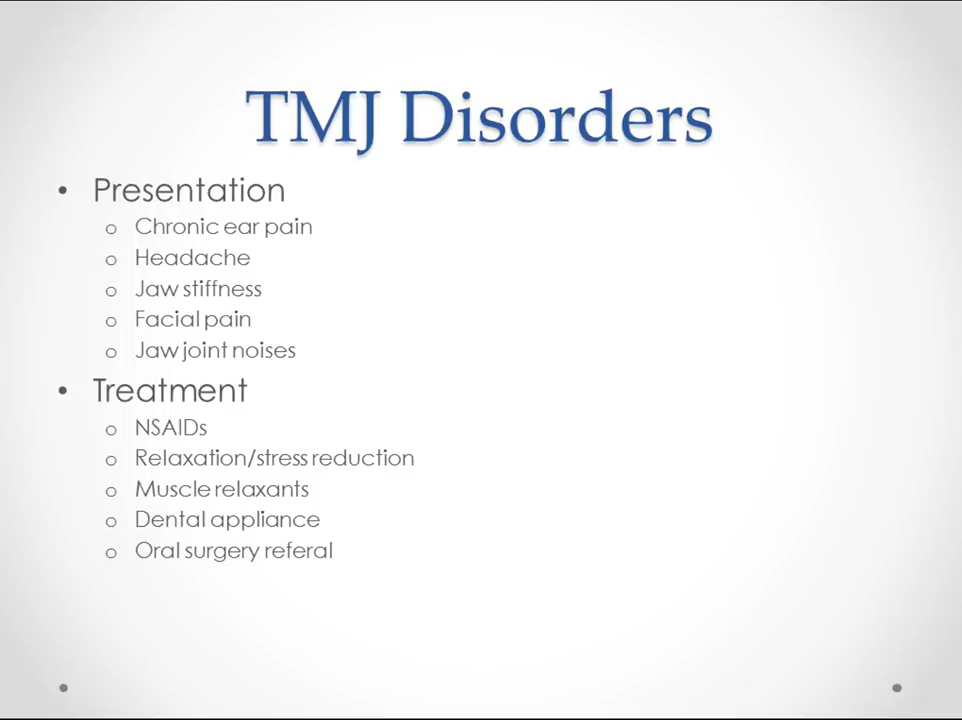 TMJ Disorders
• Presentation
o Chronic ear pain
o Headache
o Jaw stiffness
o Facial pain
o Jaw joint noises
• Treatment
o NSAIDs
o Relaxation/stress reduction
o Muscle relaxants
o Dental appliance
o Oral surgery referal